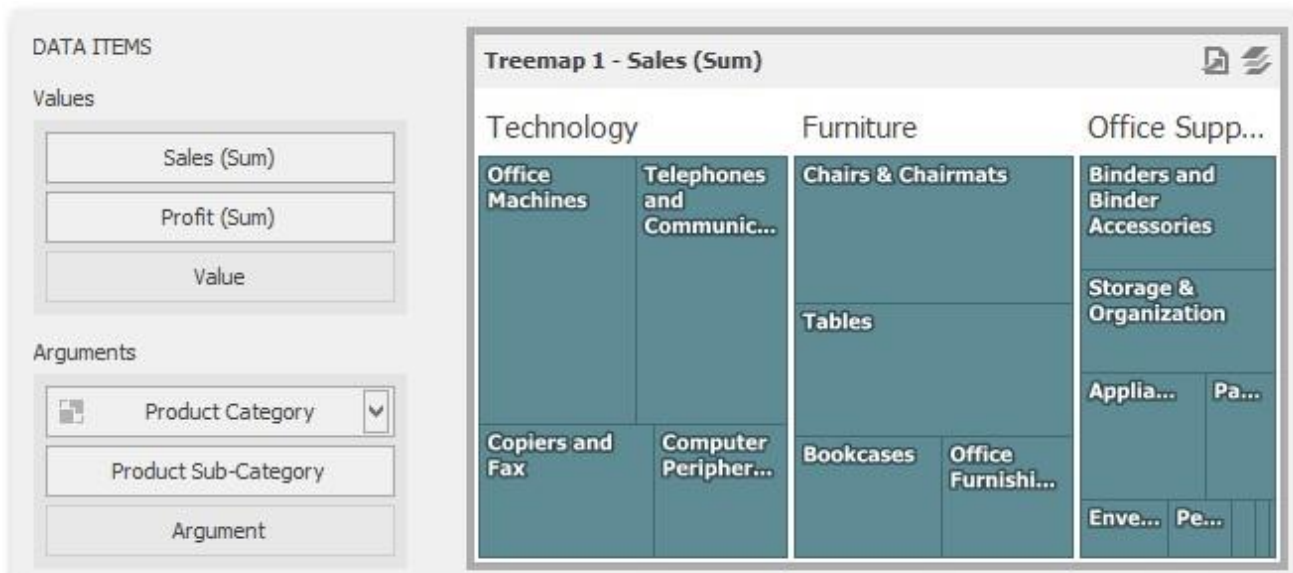 DATA ITEMS
Values
Sales (Sum)
Profit (Sum)
Value
Arguments
Product Category
Product Sub-Category
Argument
Treemap 1 - Sales (Sum)
Technology
Office
Machines
Telephones
and
Communic...
Copiers and
Fax
Computer
Peripher...
Furniture
Chairs & Chairmats
Tables
Bookcases
Office
Furnishi...
Office Supp...
Binders and
Binder
Accessories
Storage &
Organization
Applia...
Pa...
Enve...
Pe...